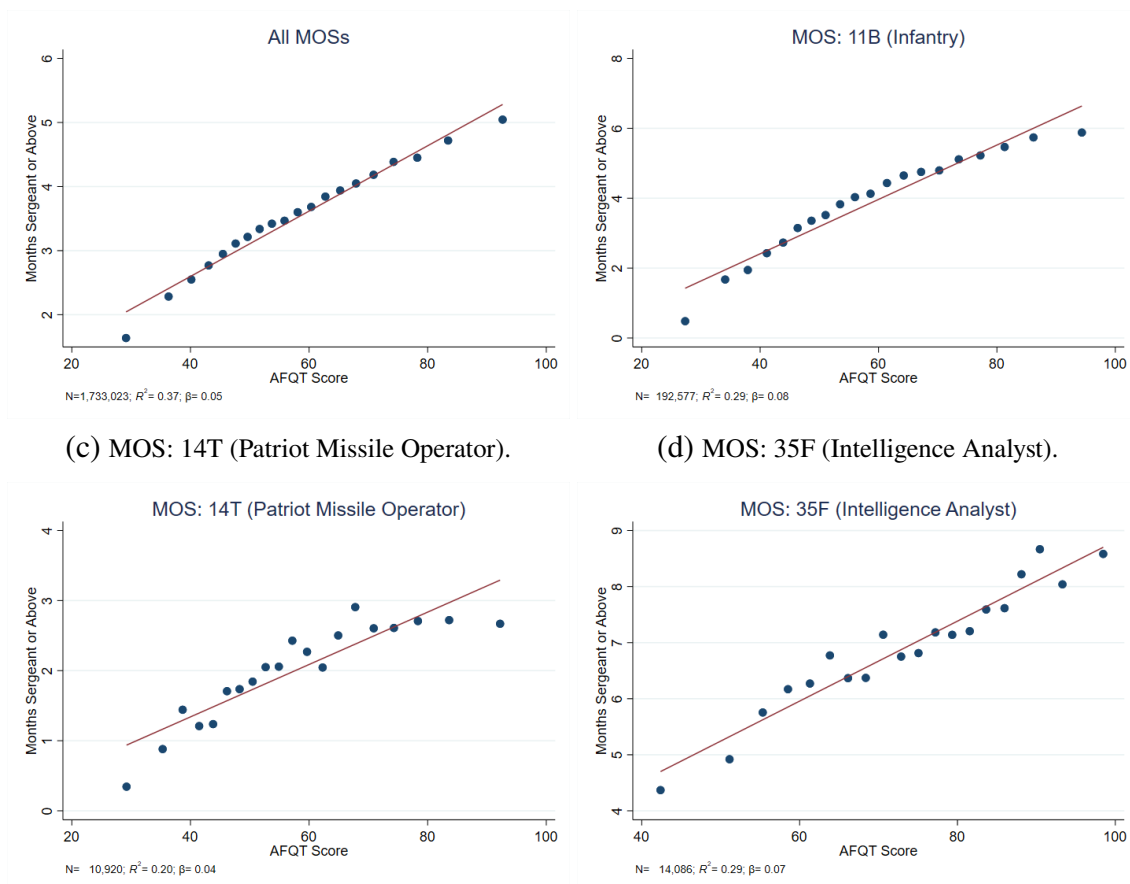 All MOSs
Months Sergeant or Above
6
5
4
3
2
20 40 60 80 100
AFQT Score
N=1,733,023; R²= 0.37; β= 0.05
MOS: 11B (Infantry)
Months Sergeant or Above
8
6
4
2
0
20 40 60 80 100
AFQT Score
N= 192,577; R²= 0.29; β= 0.08
(c) MOS: 14T (Patriot Missile Operator).
(d) MOS: 35F (Intelligence Analyst).
MOS: 14T (Patriot Missile Operator)
Months Sergeant or Above
4
3
2
1
0
20 40 60 80 100
AFQT Score
N= 10,920; R²= 0.20; β= 0.04
MOS: 35F (Intelligence Analyst)
Months Sergeant or Above
9
8
7
6
5
4
40 60 80 100
AFQT Score
N= 14,086; R²= 0.29; β= 0.07